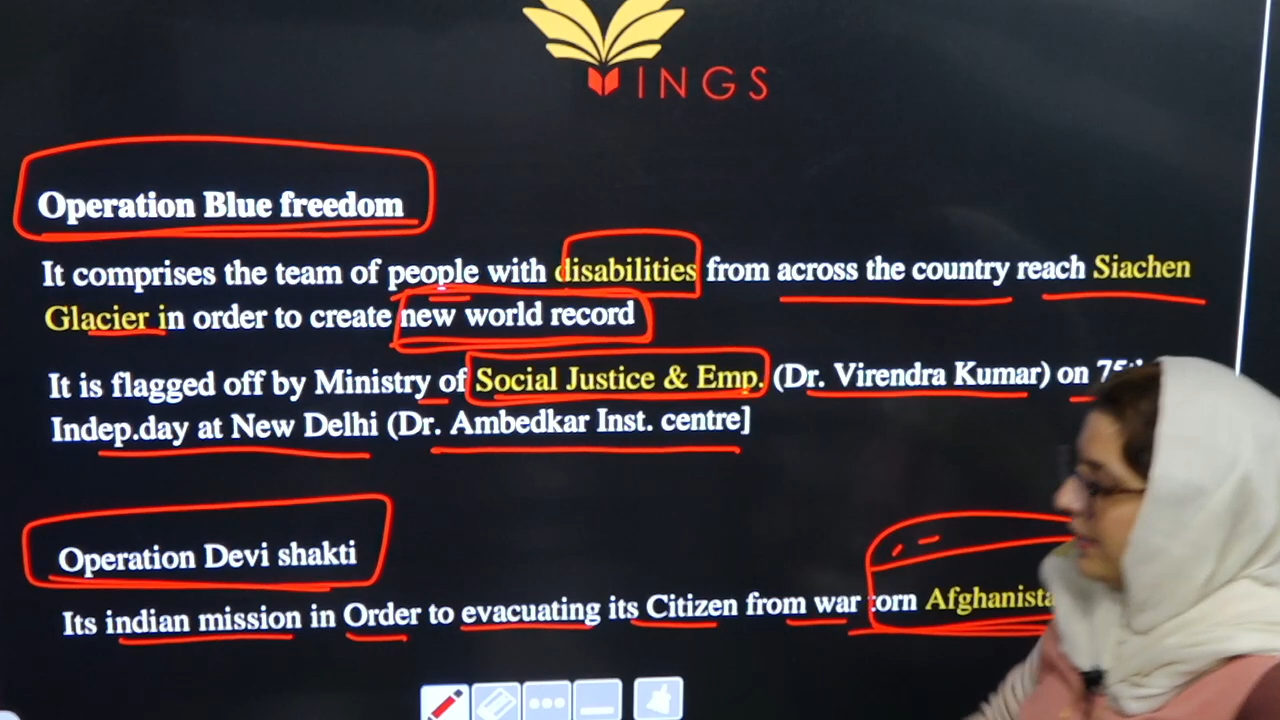 INGS
Operation Blue freedom
It comprises the team of people with disabilities from across the country reach Siachen
Glacier in order to create new world record
It is flagged off by Ministry of Social Justice & Emp. (Dr. Virendra Kumar) on
Indep.day at New Delhi (Dr. Ambedkar Inst. centre]
Operation Devi shakti
Its indian mission in Order to evacuating its Citizen from war torn